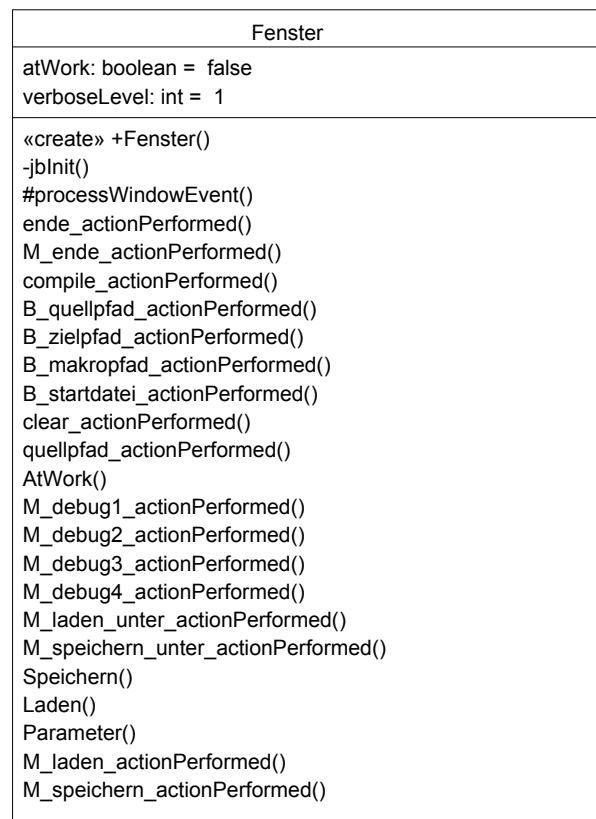 Fenster
atWork: boolean = false
verboseLevel: int = 1
«create» +Fenster()
-jbInit()
#processWindowEvent()
ende_actionPerformed()
M_ende_actionPerformed()
compile_actionPerformed()
B_quellpfad_actionPerformed()
B_zielpfad_actionPerformed()
B_makropfad_actionPerformed()
B_startdatei_actionPerformed()
clear_actionPerformed()
quellpfad_actionPerformed()
AtWork()
M_debug1_actionPerformed()
M_debug2_actionPerformed()
M_debug3_actionPerformed()
M_debug4_actionPerformed()
M_laden_unter_actionPerformed()
M_speichern_unter_actionPerformed()
Speichern()
Laden()
Parameter()
M_laden_actionPerformed()
M_speichern_actionPerformed()